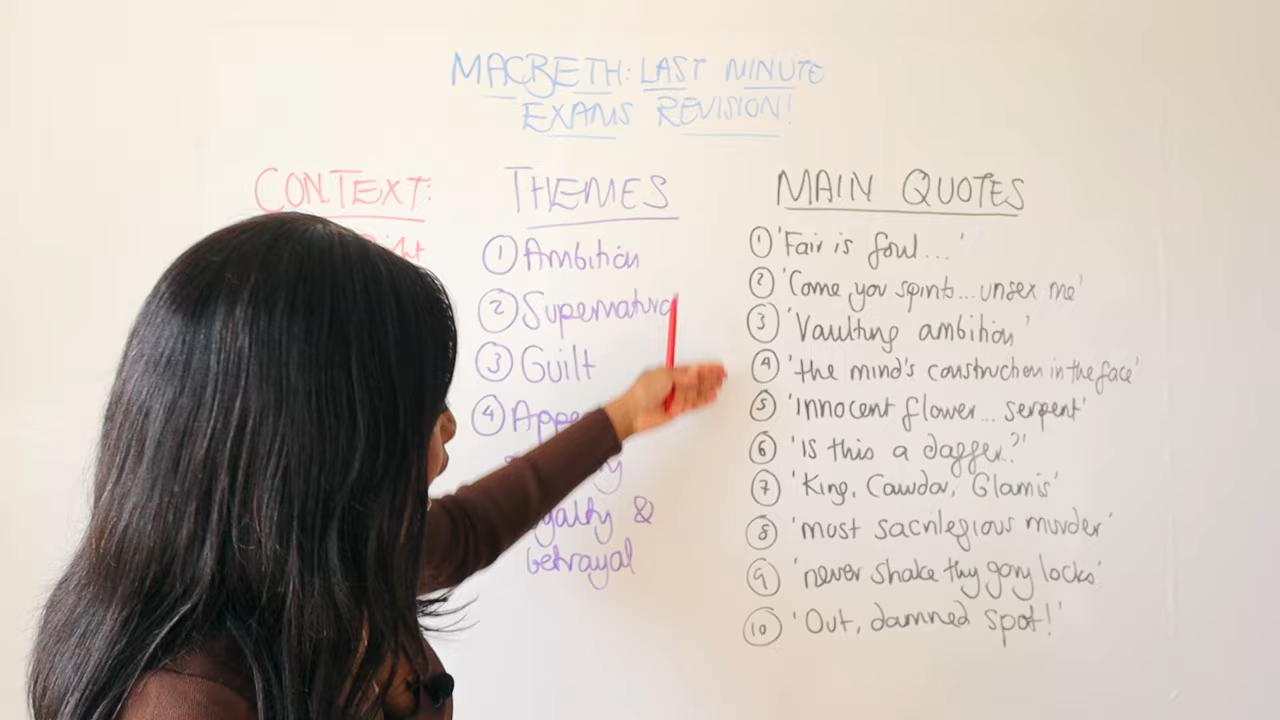 MACBETH: LAST MINUTE
EXAMS REVISION!
CONTEXT:
THEMES
① Ambition
② Supernatura
③ Guilt
④
&
betrayal
MAIN QUOTES
① 'Fair is foul...'
② 'Come you spirits...unsex me'
③ 'Vaulting ambition'
④ 'the mind's construction in the face'
⑤ 'Innocent flower... serpent'
⑥ 'Is this a dagger?'
⑦ 'King, Cawdor, Glamis'
⑧ 'most sacrilegious murder'
⑨ 'never shake thy gory locks'
⑩ 'Out, damned spot!'